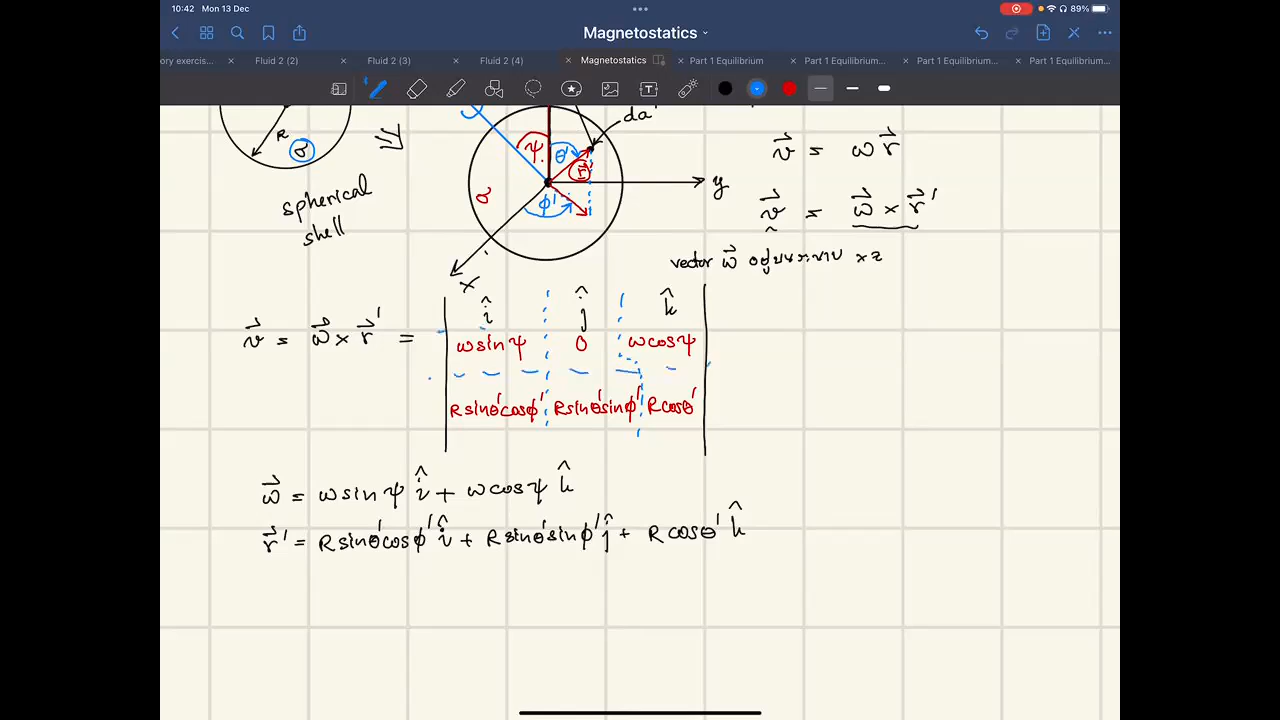 10:42 Mon 13 Dec
89%
Magnetostatics
ory exercis...
Fluid 2 (2)
Fluid 2 (3)
Fluid 2 (4)
Magnetostatics
Part 1 Equilibrium
Part 1 Equilibrium...
Part 1 Equilibrium...
Part 1 Equilibrium...
R
σ
spherical
shell
ψ
θ'
r⃗'
da'
σ
ϕ'
y
x
v⃗ = ωr⃗
v⃗ = ω⃗ × r⃗'
vector ω⃗ อยู่บนระนาบ xz
v⃗ = ω⃗ × r⃗' =
î ĵ k̂
ωsinψ 0 ωcosψ
Rsinθ'cosϕ' Rsinθ'sinϕ' Rcosθ'
ω⃗ = ωsinψ î + ωcosψ k̂
r⃗' = Rsinθ'cosϕ' î + Rsinθ'sinϕ' ĵ + Rcosθ' k̂